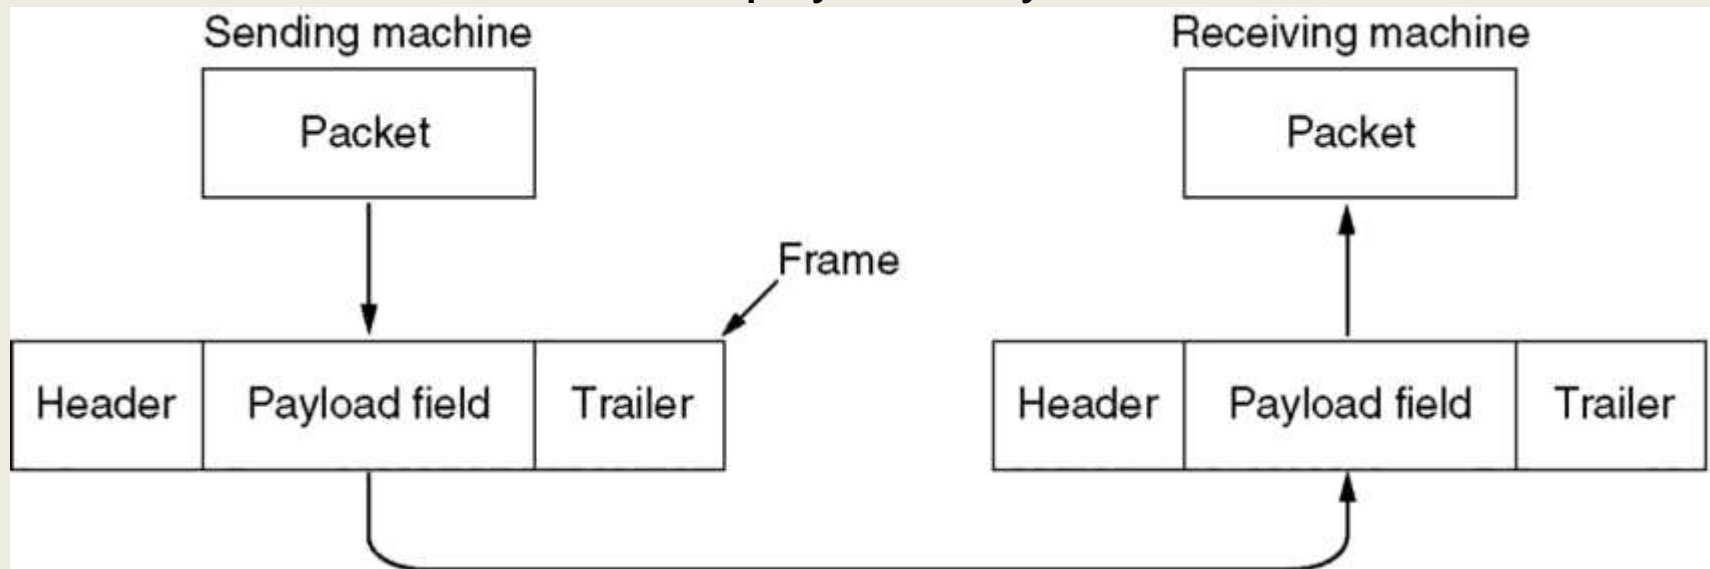 Sending machine
Receiving machine
Packet
Packet
Frame
Header
Payload field
Trailer
Header
Payload field
Trailer